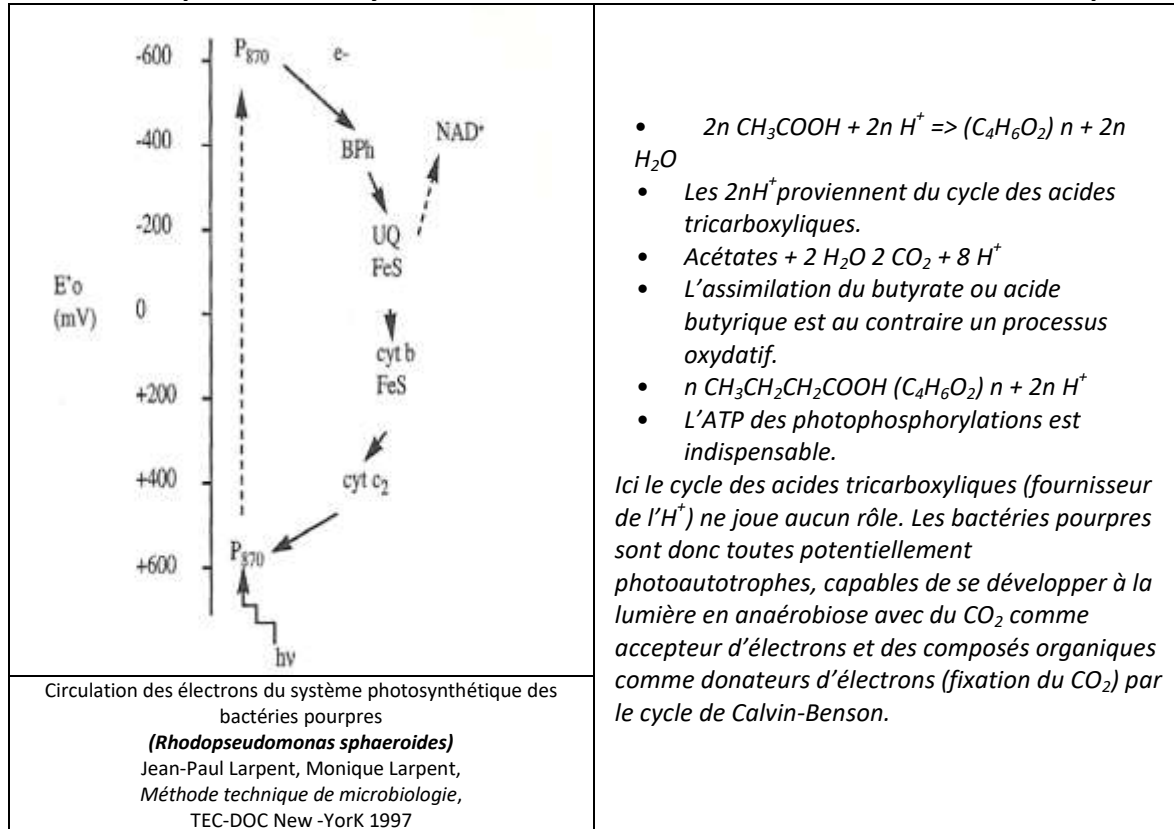 -600
P870
e-
-400
BPh
NAD+
-200
UQ
FeS
E'o
(mV)
0
cyt b
FeS
+200
+400
cyt c2
P870
+600
hν
Circulation des électrons du système photosynthétique des
bactéries pourpres
(Rhodopseudomonas sphaeroides)
Jean-Paul Larpent, Monique Larpent,
Méthode technique de microbiologie,
TEC-DOC New -YorK 1997
• 2n CH3COOH + 2n H+ => (C4H6O2) n + 2n
H2O
• Les 2nH+proviennent du cycle des acides
tricarboxyliques.
• Acétates + 2 H2O 2 CO2 + 8 H+
• L'assimilation du butyrate ou acide
butyrique est au contraire un processus
oxydatif.
• n CH3CH2CH2COOH (C4H6O2) n + 2n H+
• L'ATP des photophosphorylations est
indispensable.
Ici le cycle des acides tricarboxyliques (fournisseur
de l'H+) ne joue aucun rôle. Les bactéries pourpres
sont donc toutes potentiellement
photoautotrophes, capables de se développer à la
lumière en anaérobiose avec du CO2 comme
accepteur d'électrons et des composés organiques
comme donateurs d'électrons (fixation du CO2) par
le cycle de Calvin-Benson.